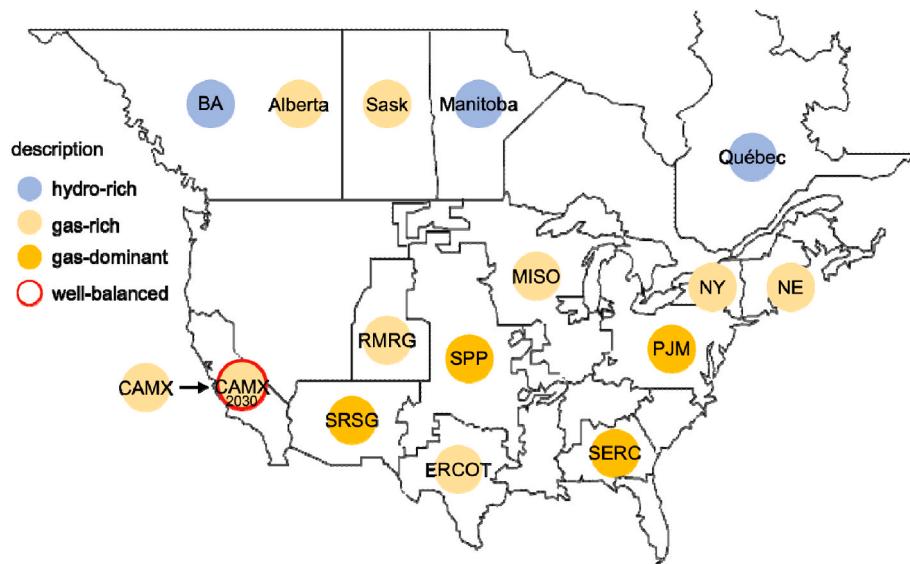 BA
Alberta
Sask
Manitoba
Québec
description
hydro-rich
gas-rich
gas-dominant
well-balanced
MISO
NY
NE
RMRG
SPP
PJM
CAMX
CAMX
2030
SRSG
SERC
ERCOT